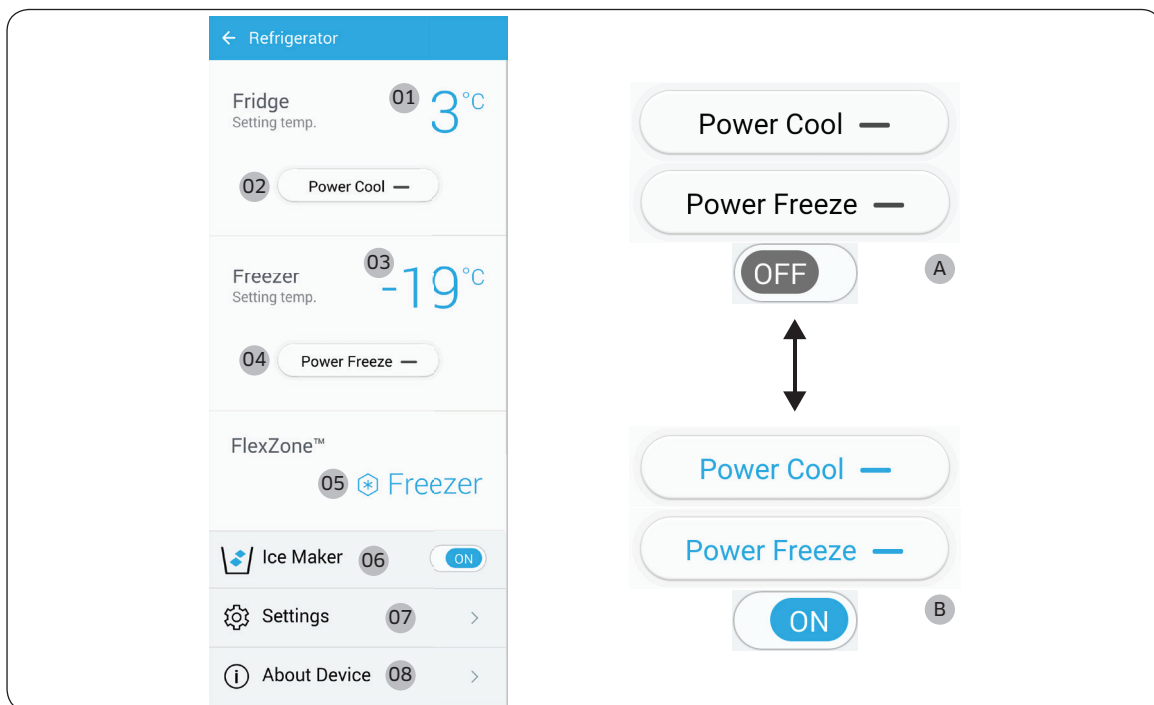 Refrigerator
Fridge
01 3°C
Setting temp.
02 Power Cool
03
Freezer
-19°C
Setting temp.
04 Power Freeze
FlexZone™
05 Freezer
Ice Maker 06 ON
Settings 07
About Device 08
Power Cool
Power Freeze
OFF A
Power Cool
Power Freeze
ON B